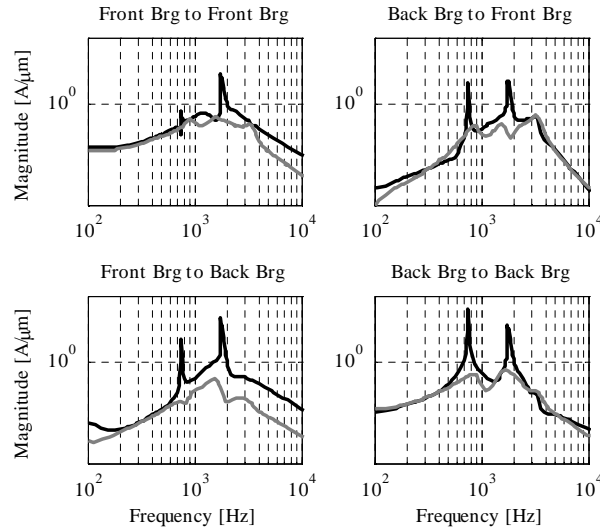 Front Brg to Front Brg
Back Brg to Front Brg
Magnitude [A/μm]
10^0
10^0
10^2 10^3 10^4
10^2 10^3 10^4
Front Brg to Back Brg
Back Brg to Back Brg
Magnitude [A/μm]
10^0
10^0
10^2 10^3 10^4
10^2 10^3 10^4
Frequency [Hz]
Frequency [Hz]